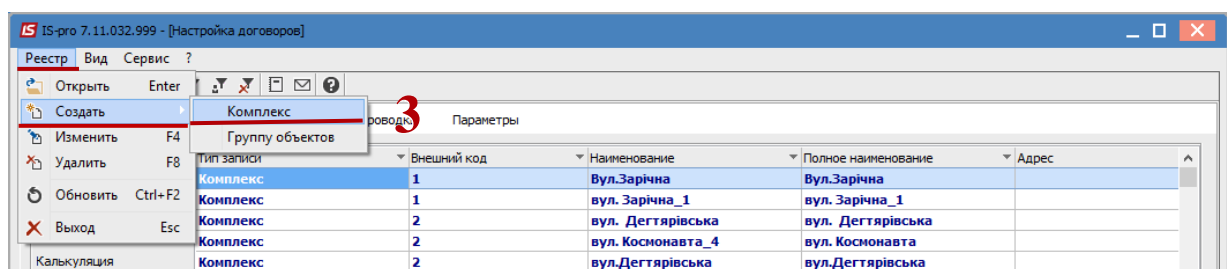 IS IS-pro 7.11.032.999 - [Настройка договоров]
Реестр Вид Сервис ?
Открыть Enter
Создать Комплекс 3
Параметры
Изменить F4 Группу объектов
Удалить F8 Тип записи Внешний код Наименование Полное наименование Адрес
Комплекс 1 Вул.Зарічна Вул.Зарічна
Обновить Ctrl+F2 Комплекс 1 вул. Зарічна_1 вул. Зарічна_1
Выход Esc Комплекс 2 вул. Дегтярівська вул. Дегтярівська
Комплекс 2 вул. Космонавта_4 вул. Космонавта
Калькуляция Комплекс 2 вул.Дегтярівська вул.Дегтярівська